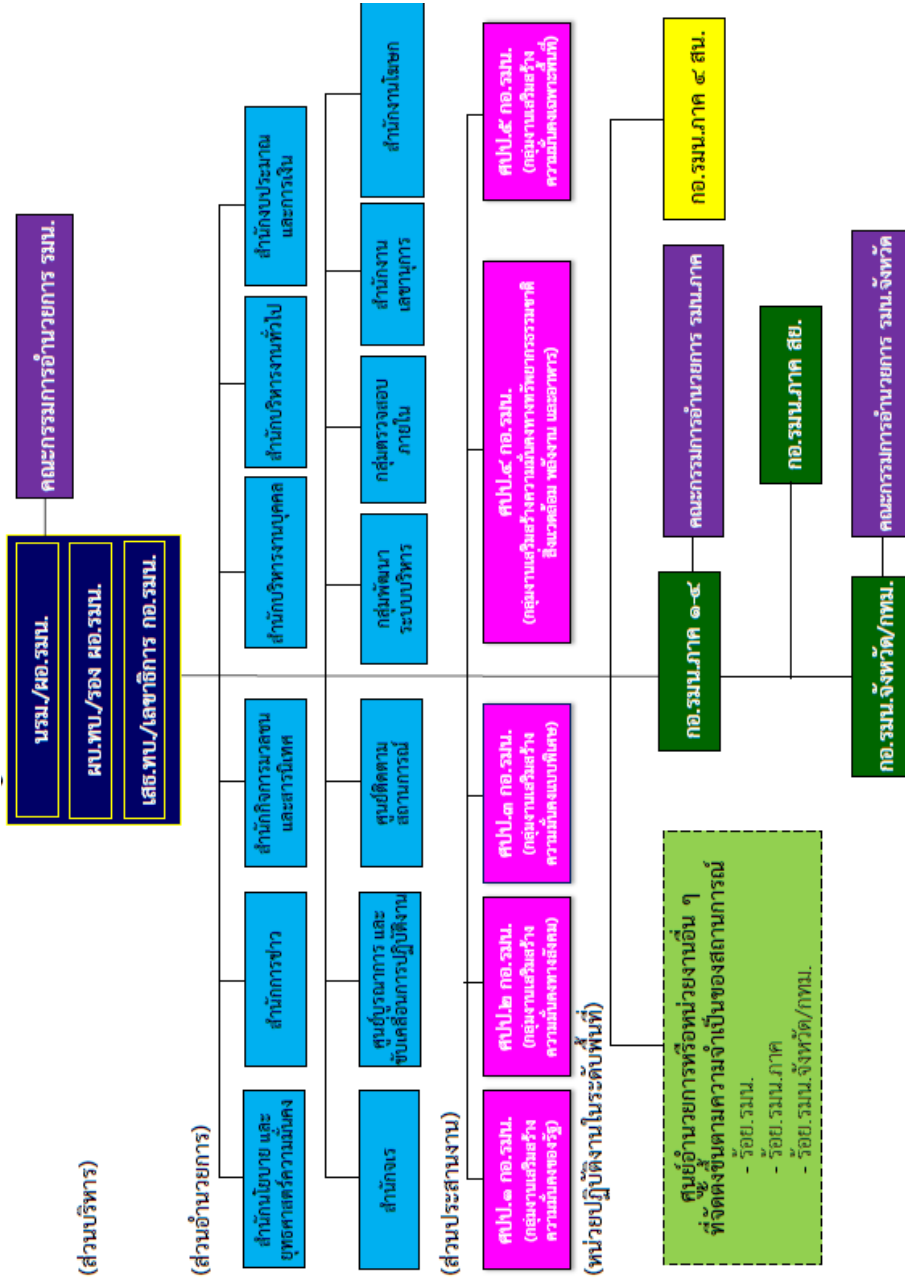 (ส่วนบริหาร)
นรม./ผอ.รมน.
ผบ.ทบ./รอง ผอ.รมน.
เสธ.ทบ./เลขาธิการ กอ.รมน.
คณะกรรมการอำนวยการ รมน.
(ส่วนอำนวยการ)
สำนักนโยบาย และ
ยุทธศาสตร์ความมั่นคง
สำนักการข่าว
สำนักกิจการมวลชน
และสารนิเทศ
สำนักบริหารงานบุคคล
สำนักบริหารงานทั่วไป
สำนักงบประมาณ
และการเงิน
สำนักจเร
ศูนย์บูรณาการ และ
ขับเคลื่อนการปฏิบัติงาน
ศูนย์ติดตาม
สถานการณ์
กลุ่มพัฒนา
ระบบบริหาร
กลุ่มตรวจสอบ
ภายใน
สำนักงาน
เลขานุการ
สำนักงานโฆษก
(ส่วนประสานงาน)
ศปป.๑ กอ.รมน.
(กลุ่มงานเสริมสร้าง
ความมั่นคงของรัฐ)
ศปป.๒ กอ.รมน.
(กลุ่มงานเสริมสร้าง
ความมั่นคงทางสังคม)
ศปป.๓ กอ.รมน.
(กลุ่มงานเสริมสร้าง
ความมั่นคงแบบพิเศษ)
ศปป.๔ กอ.รมน.
(กลุ่มงานเสริมสร้างความมั่นคงทางทรัพยากรธรรมชาติ
สิ่งแวดล้อม พลังงาน และอาหาร)
ศปป.๕ กอ.รมน.
(กลุ่มงานเสริมสร้าง
ความมั่นคงเฉพาะพื้นที่)
(หน่วยปฏิบัติงานในระดับพื้นที่)
ศูนย์อำนวยการหรือหน่วยงานอื่น ๆ
ที่จัดตั้งขึ้นตามความจำเป็นของสถานการณ์
- ร้อย.รมน.
- ร้อย.รมน.ภาค
- ร้อย.รมน.จังหวัด/กทม.
กอ.รมน.ภาค ๑-๔
คณะกรรมการอำนวยการ รมน.ภาค
กอ.รมน.ภาค ๔ สน.
กอ.รมน.ภาค สย.
กอ.รมน.จังหวัด/กทม.
คณะกรรมการอำนวยการ รมน.จังหวัด